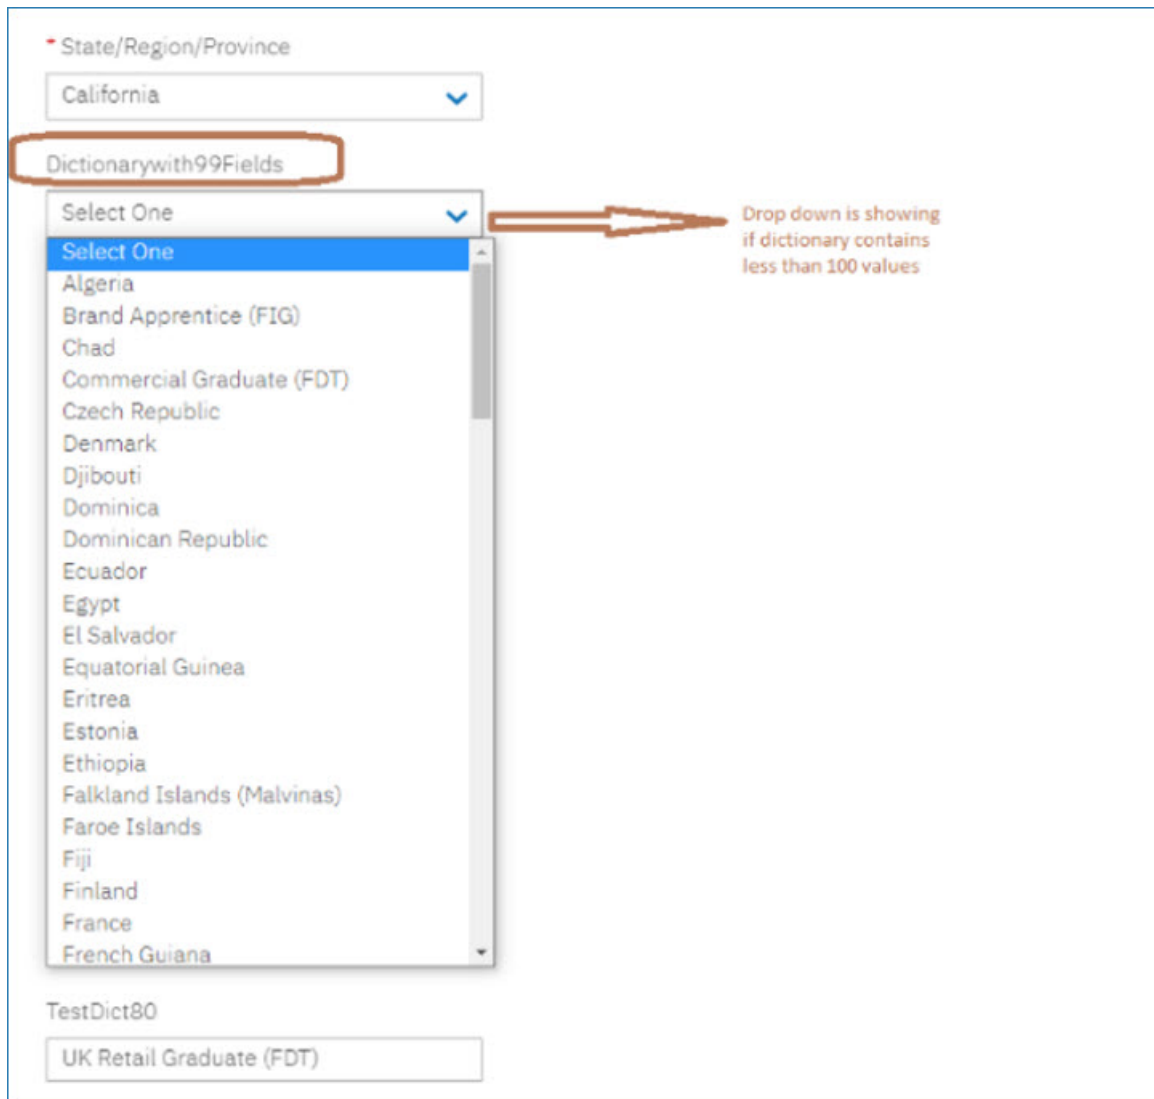 * State/Region/Province
California
Dictionarywith99Fields
Select One
Drop down is showing
if dictionary contains
less than 100 values
Select One
Algeria
Brand Apprentice (FIG)
Chad
Commercial Graduate (FDT)
Czech Republic
Denmark
Djibouti
Dominica
Dominican Republic
Ecuador
Egypt
El Salvador
Equatorial Guinea
Eritrea
Estonia
Ethiopia
Falkland Islands (Malvinas)
Faroe Islands
Fiji
Finland
France
French Guiana
TestDict80
UK Retail Graduate (FDT)